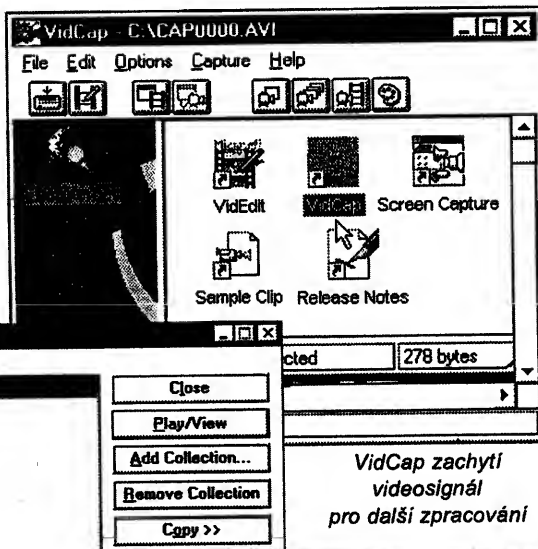 VidCap - C:\CAP0000.AVI
File Edit Options Capture Help
VidEdit VidCap Screen Capture
Sample Clip Release Notes
cted 278 bytes
Close
Play/View
Add Collection...
Remove Collection
Copy >>
VidCap zachytí
videosignál
pro další zpracování